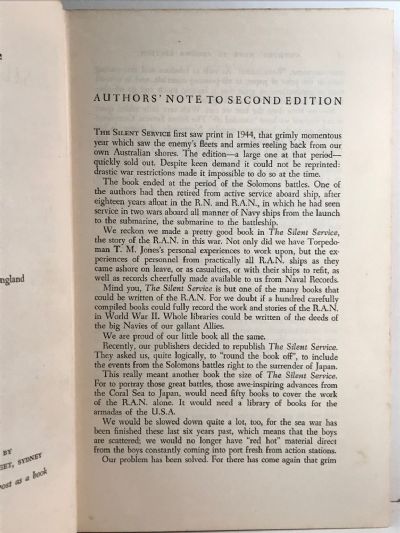 AUTHORS' NOTE TO SECOND EDITION
THE SILENT SERVICE first saw print in 1944, that grimly momentous
year which saw the enemy's fleets and armies reeling back from our
own Australian shores. The edition—a large one at that period—
quickly sold out. Despite keen demand it could not be reprinted:
drastic war restrictions made it impossible to do so at the time.
The book ended at the period of the Solomons battles. One of
the authors had then retired from active service aboard ship, after
eighteen years afloat in the R.N. and R.A.N., in which he had seen
service in two wars aboard all manner of Navy ships from the launch
to the submarine, the submarine to the battleship.
We reckon we made a pretty good book in The Silent Service,
the story of the R.A.N. in this war. Not only did we have Torpedo-
man T. M. Jones's personal experiences to work upon, but the ex-
periences of personnel from practically all R.A.N. ships as they
came ashore on leave, or as casualties, or with their ships to refit, as
well as records cheerfully made available to us from Naval Records.
Mind you, The Silent Service is but one of the many books that
could be written of the R.A.N. For we doubt if a hundred carefully
compiled books could fully record the work and stories of the R.A.N.
in World War II. Whole libraries could be written of the deeds of
the big Navies of our gallant Allies.
We are proud of our little book all the same.
Recently, our publishers decided to republish The Silent Service.
They asked us, quite logically, to "round the book off", to include
the events from the Solomons battles right to the surrender of Japan.
This really meant another book the size of The Silent Service.
For to portray those great battles, those awe-inspiring advances from
the Coral Sea to Japan, would need fifty books to cover the work
of the R.A.N. alone. It would need a library of books for the
armadas of the U.S.A.
We would be slowed down quite a lot, too, for the sea war has
been finished these last six years past, which means that the boys
are scattered; we would no longer have "red hot" material direct
from the boys constantly coming into port fresh from action stations.
Our problem has been solved. For there has come again that grim
ngland
BY
EET, SYDNEY
post as a book